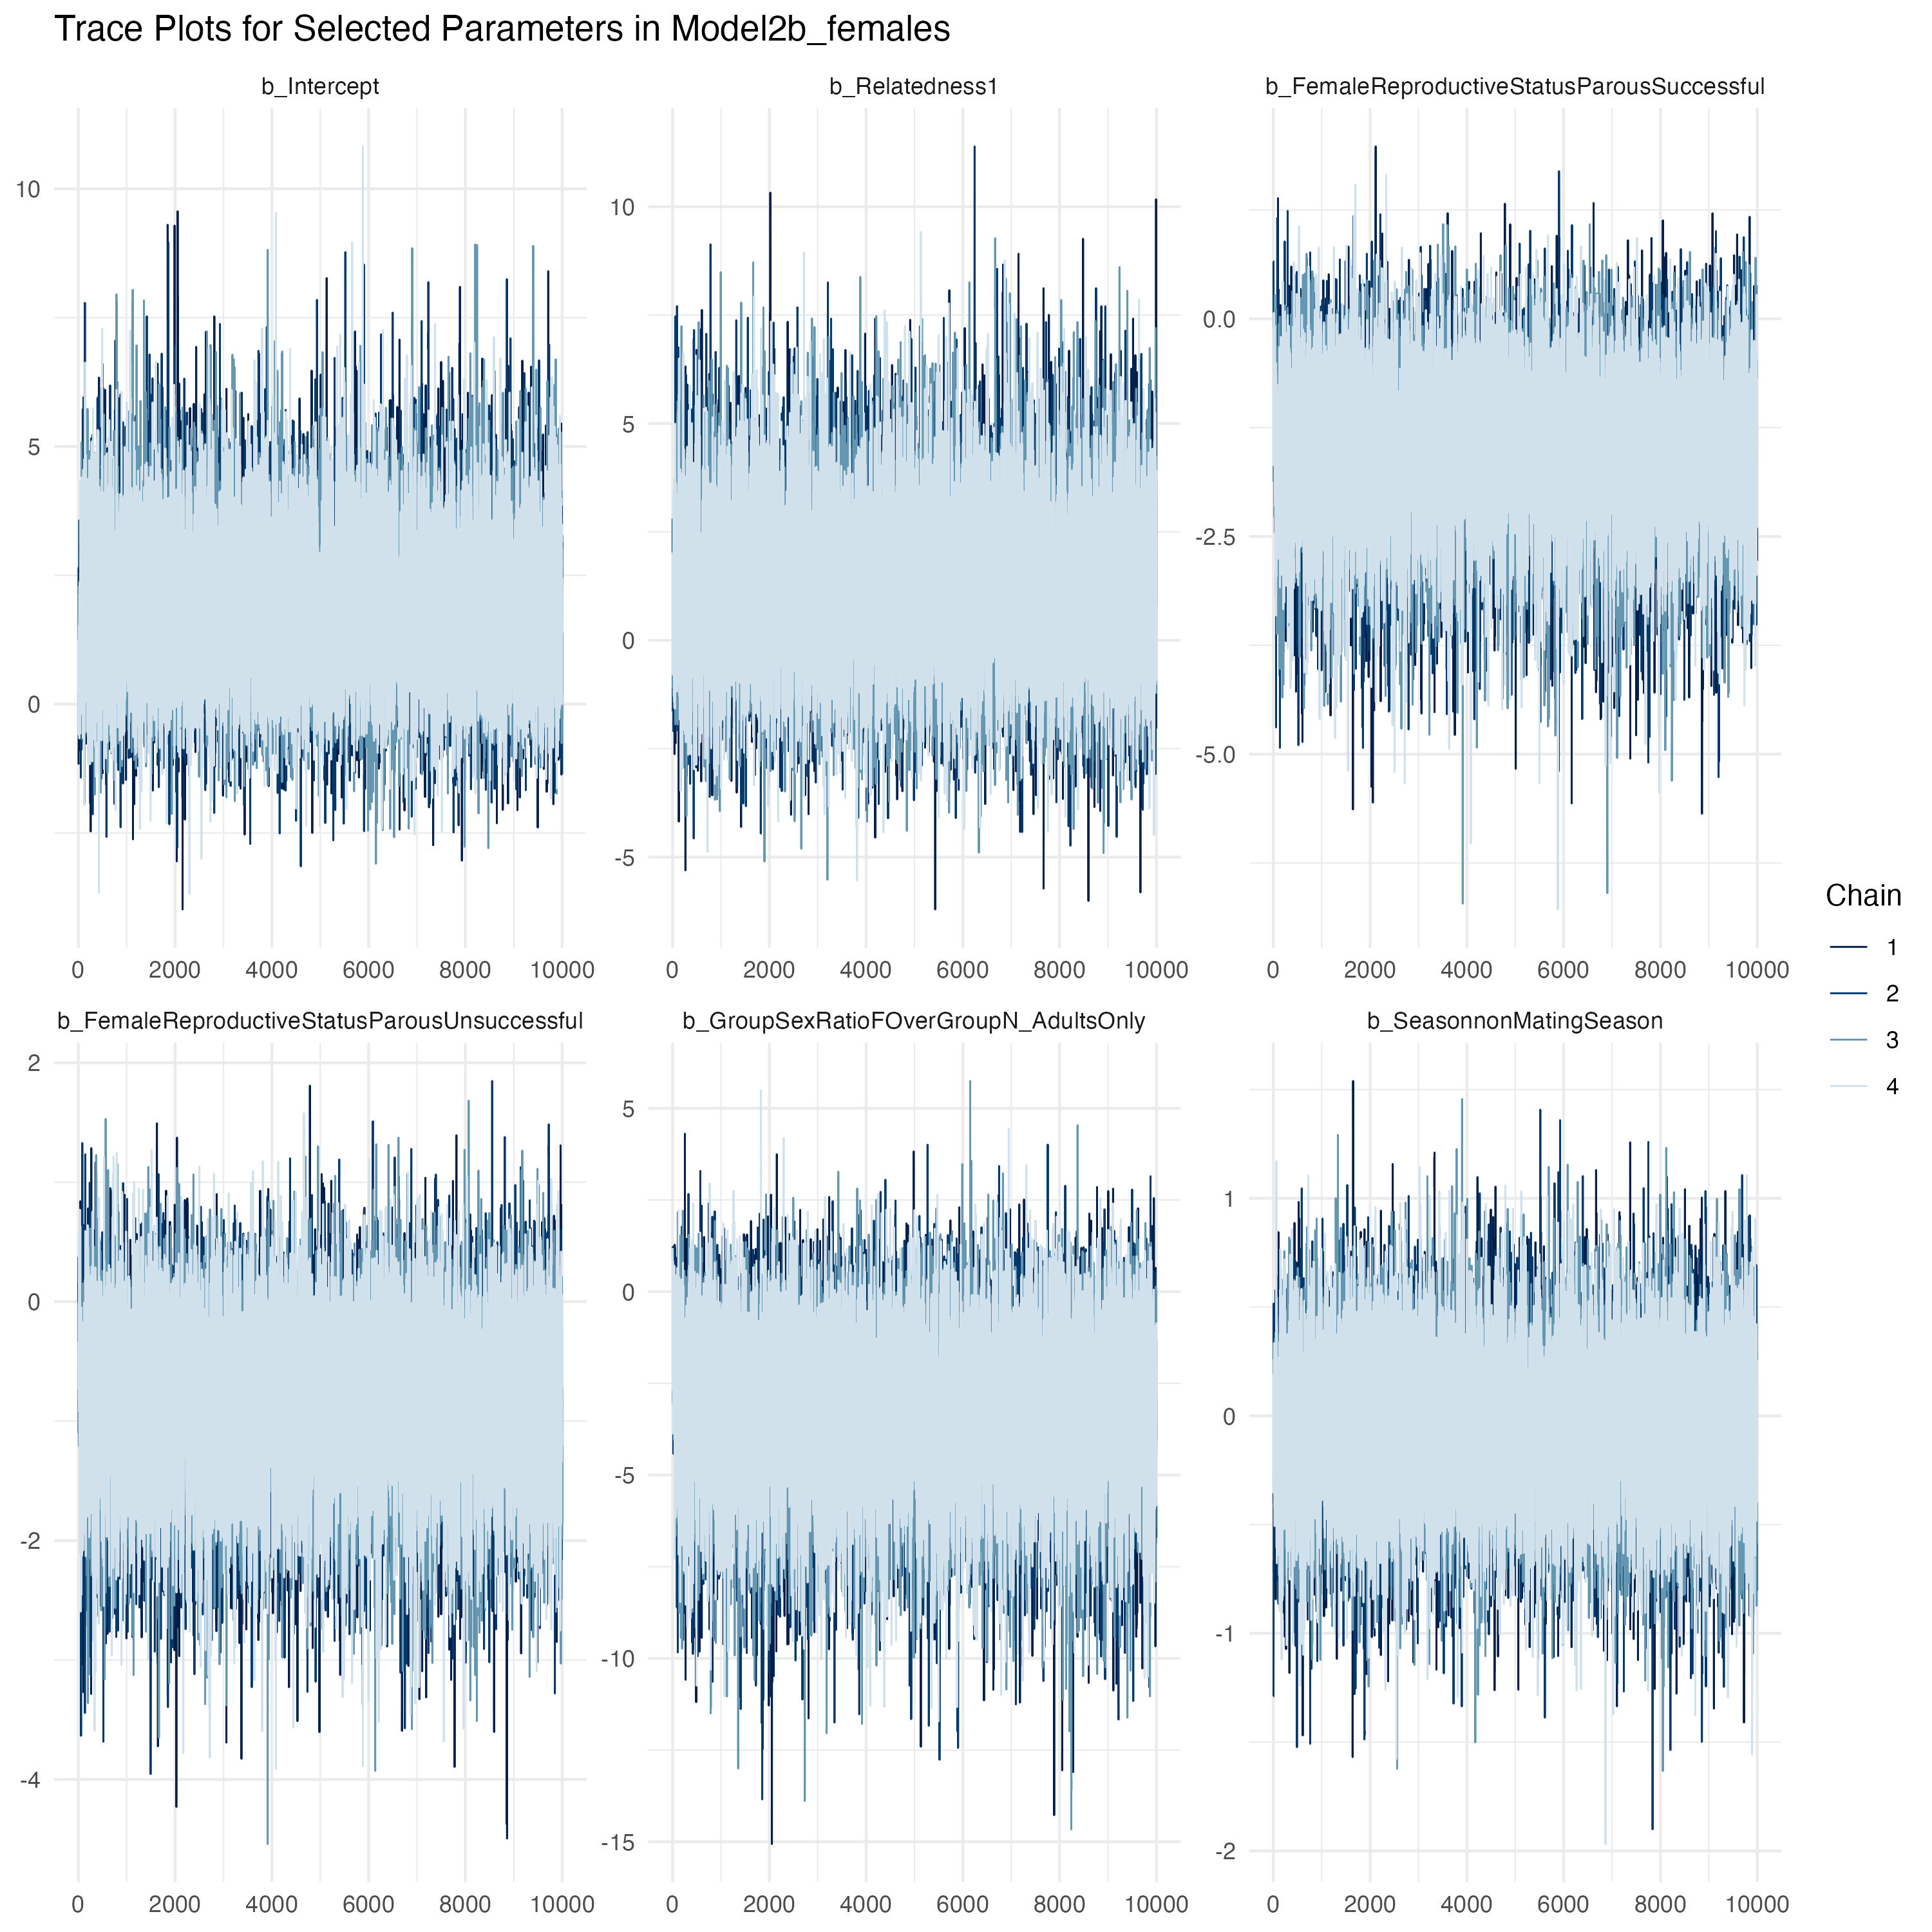 Trace Plots for Selected Parameters in Model2b_females
b_Intercept
b_Relatedness1
b_FemaleReproductiveStatusParousSuccessful
10
5
0
0 2000 4000 6000 8000 10000
10
5
0
-5
0 2000 4000 6000 8000 10000
0.0
-2.5
-5.0
0 2000 4000 6000 8000 10000
b_FemaleReproductiveStatusParousUnsuccessful
b_GroupSexRatioFOverGroupN_AdultsOnly
b_SeasonnonMatingSeason
2
0
-2
-4
0 2000 4000 6000 8000 10000
5
0
-5
-10
-15
0 2000 4000 6000 8000 10000
1
0
-1
-2
0 2000 4000 6000 8000 10000
Chain
1
2
3
4